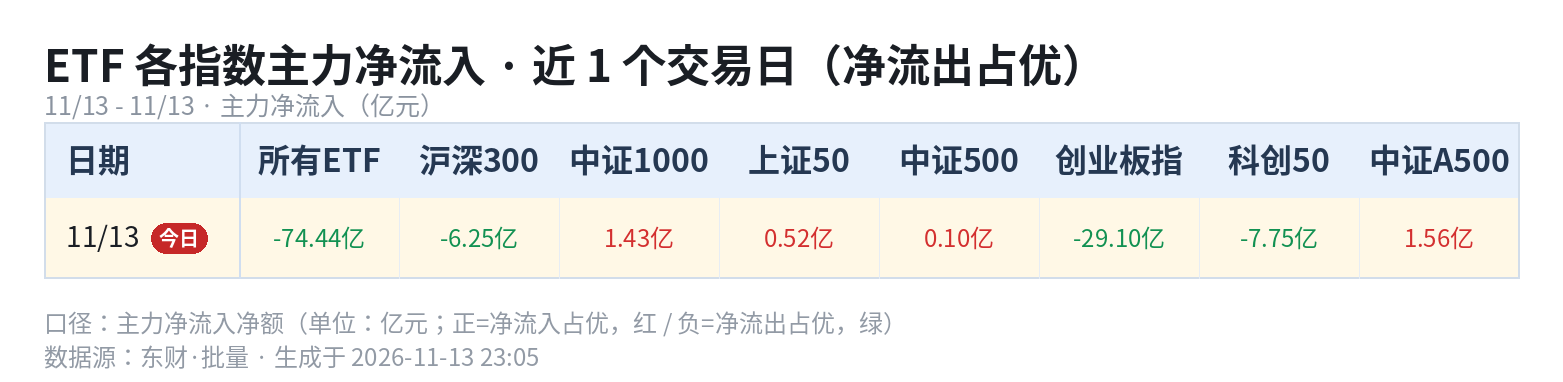 ETF 各指数主力净流入 · 近 1 个交易日（净流出占优）
11/13 - 11/13 · 主力净流入（亿元）
日期 所有ETF 沪深300 中证1000 上证50 中证500 创业板指 科创50 中证A500
11/13 今日 -74.44亿 -6.25亿 1.43亿 0.52亿 0.10亿 -29.10亿 -7.75亿 1.56亿
口径：主力净流入净额（单位：亿元；正=净流入占优，红 / 负=净流出占优，绿）
数据源：东财·批量 · 生成于 2026-11-13 23:05